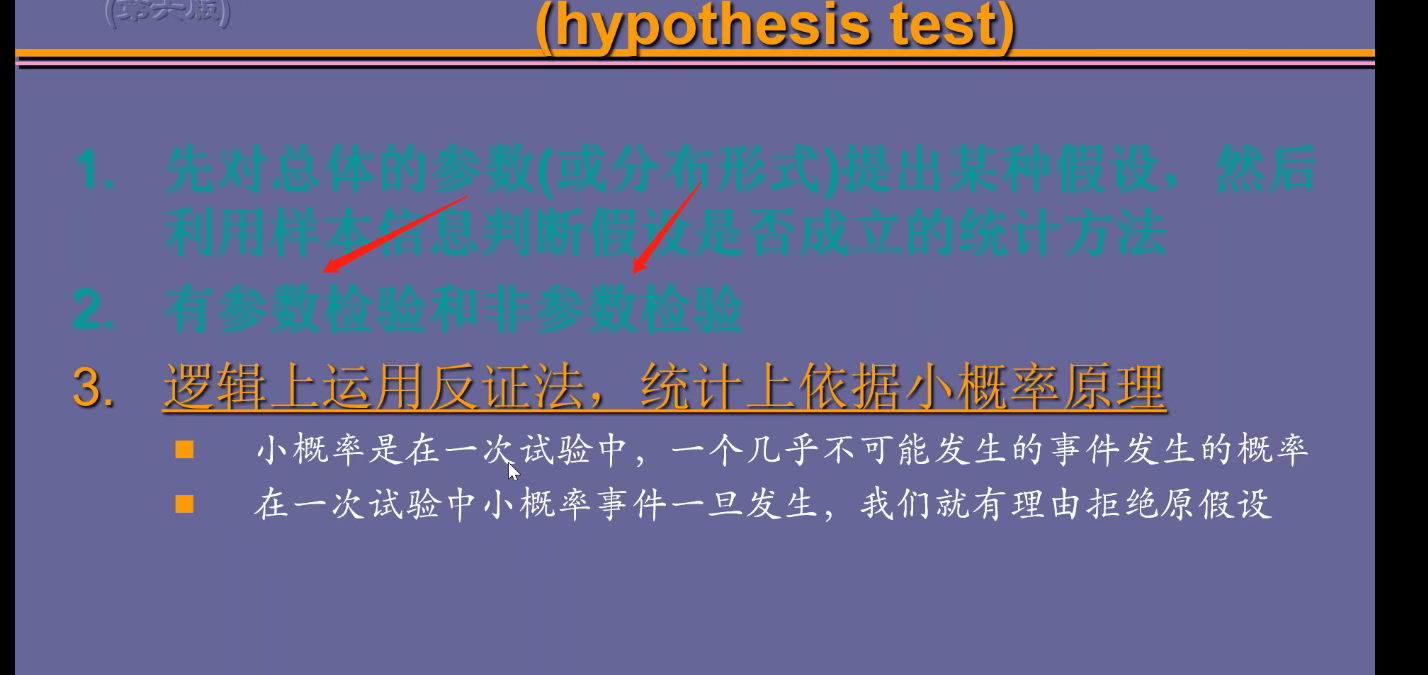 (第六版)
(hypothesis test)
1. 先对总体的参数(或分布形式)提出某种假设，然后
利用样本信息判断假设是否成立的统计方法
2. 有参数检验和非参数检验
3. 逻辑上运用反证法，统计上依据小概率原理
小概率是在一次试验中，一个几乎不可能发生的事件发生的概率
在一次试验中小概率事件一旦发生，我们就有理由拒绝原假设